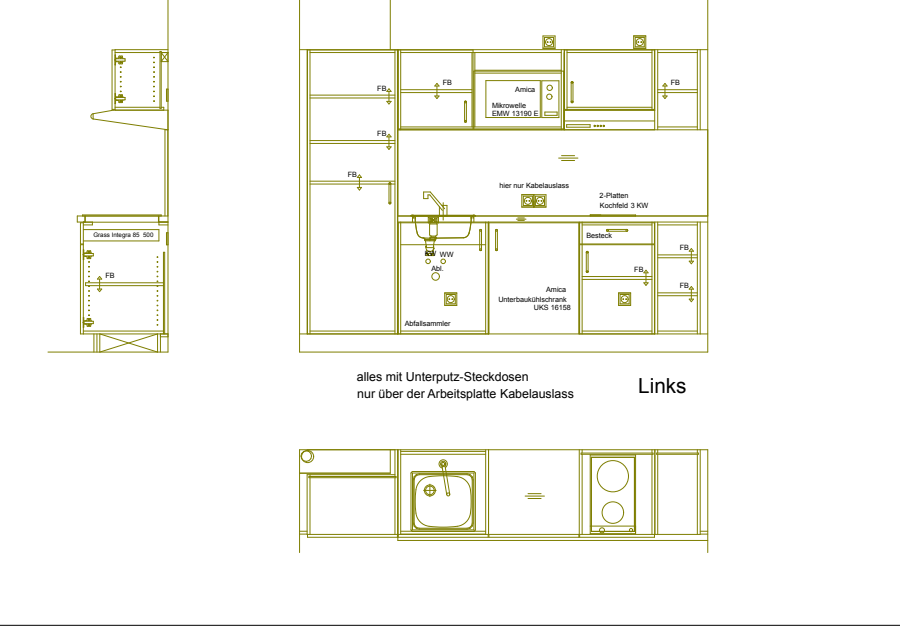 FB
FB
FB
FB
FB
Amica
Mikrowelle
EMW 13190 E
FB
hier nur Kabelauslass
2-Platten
Kochfeld 3 KW
Grass Integra 85 500
FB
WW
Abl.
Abfallsammler
Amica
Unterbaukühlschrank
UKS 16158
Besteck
FB
FB
FB
alles mit Unterputz-Steckdosen
nur über der Arbeitsplatte Kabelauslass
Links